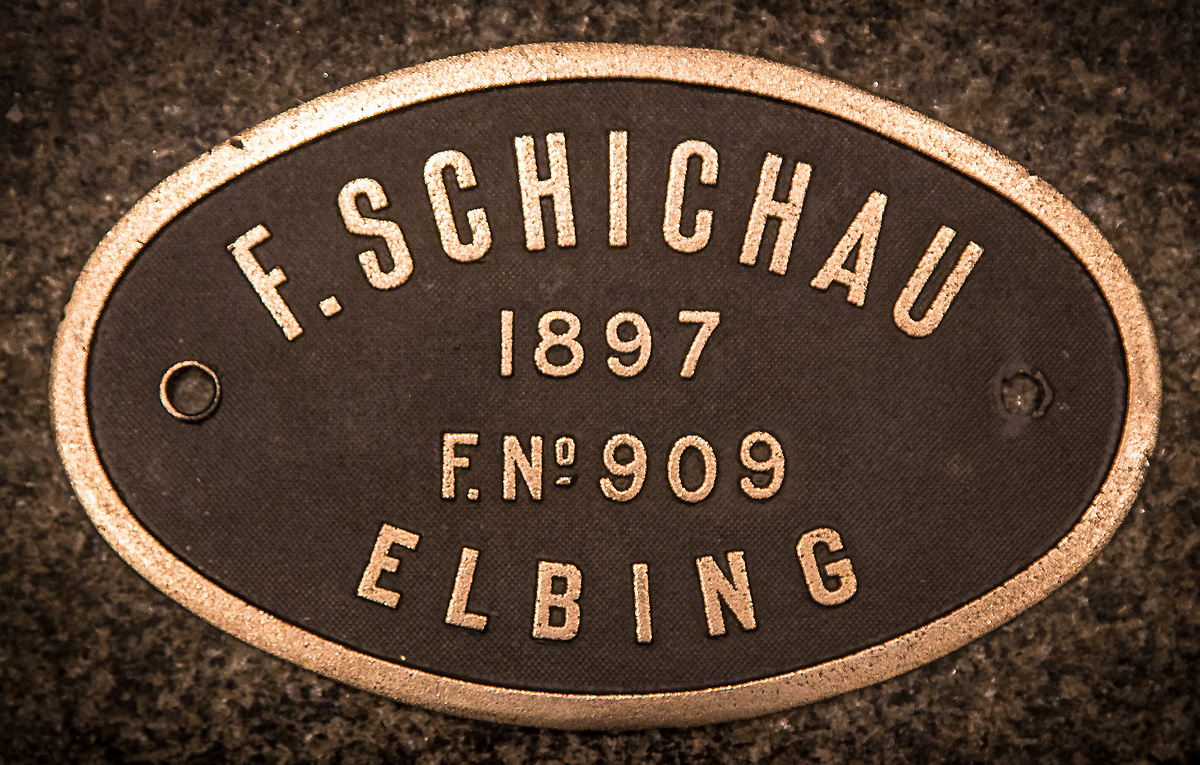 F. SCHICHAU
1897
F. Nº 909
ELBING